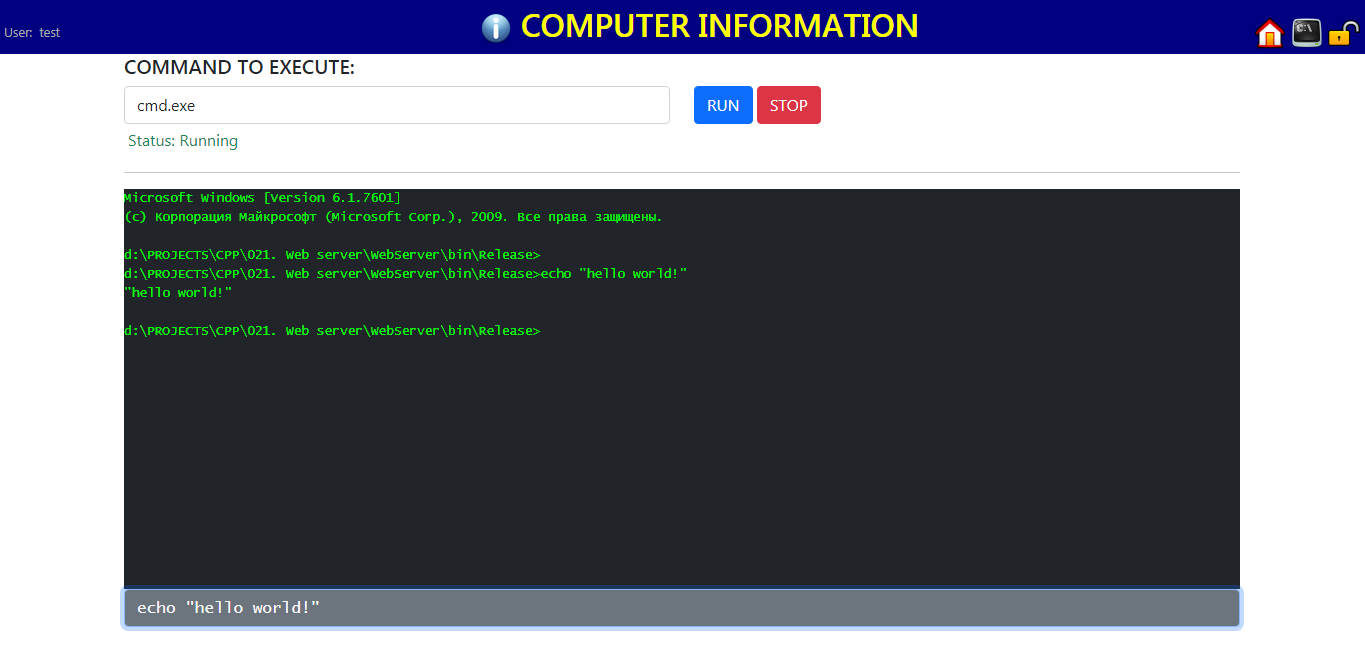 User: test
COMPUTER INFORMATION
C:\
COMMAND TO EXECUTE:
cmd.exe
RUN
STOP
Status: Running
Microsoft Windows [Version 6.1.7601]
(c) Корпорация Майкрософт (Microsoft Corp.), 2009. Все права защищены.
d:\PROJECTS\CPP\021. Web server\WebServer\bin\Release>
d:\PROJECTS\CPP\021. Web server\WebServer\bin\Release>echo "hello world!"
"hello world!"
d:\PROJECTS\CPP\021. Web server\WebServer\bin\Release>
echo "hello world!"